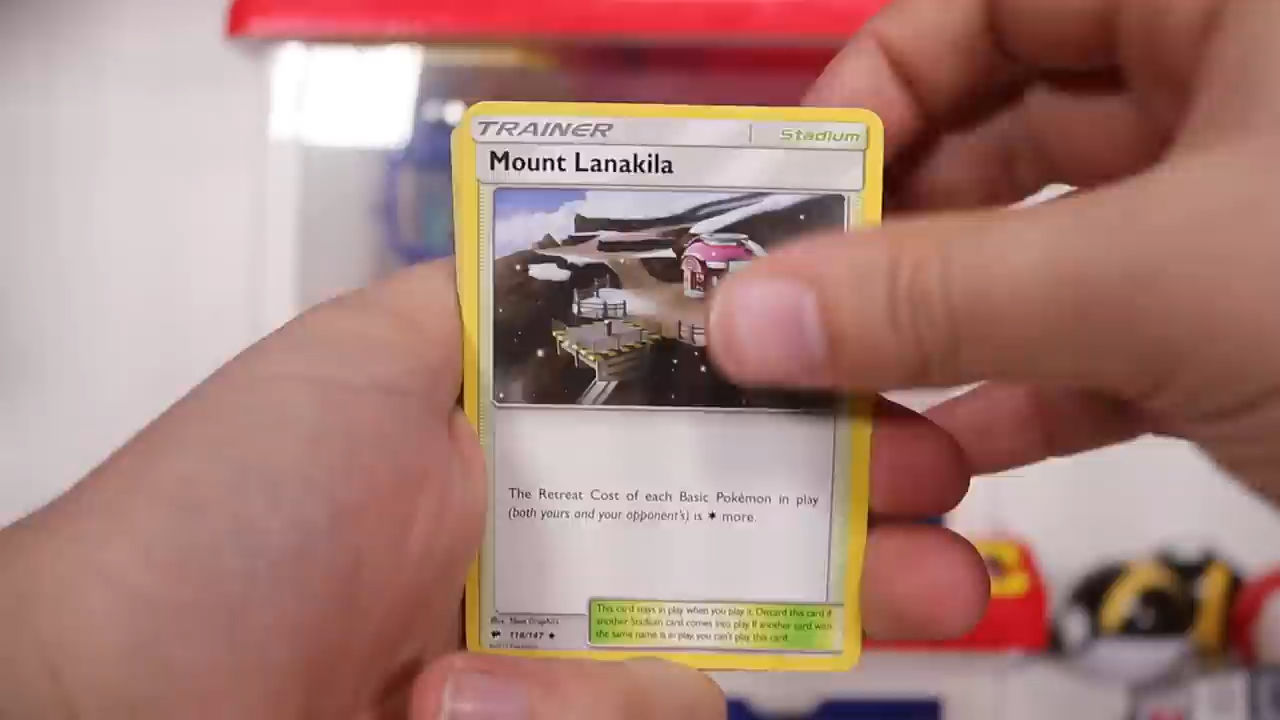 TRAINER Stadium
Mount Lanakila
The Retreat Cost of each Basic Pokémon in play
(both yours and your opponent's) is more.
This card stays in play when you play it. Discard this card if
another Stadium card comes into play. If another card with
the same name is in play, you can't play this card.
118/147